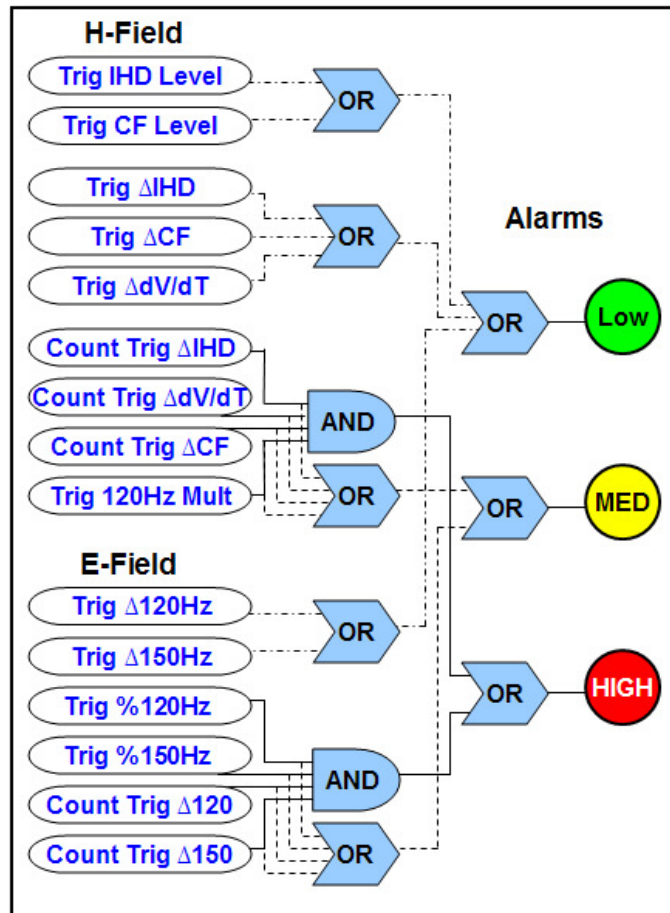 H-Field
Trig IHD Level
Trig CF Level
OR
Trig ΔIHD
Trig ΔCF
Trig ΔdV/dT
OR
Alarms
OR
Low
Count Trig ΔIHD
Count Trig ΔdV/dT
Count Trig ΔCF
Trig 120Hz Mult
AND
OR
OR
MED
E-Field
Trig Δ120Hz
Trig Δ150Hz
OR
Trig %120Hz
Trig %150Hz
Count Trig Δ120
Count Trig Δ150
AND
OR
OR
HIGH